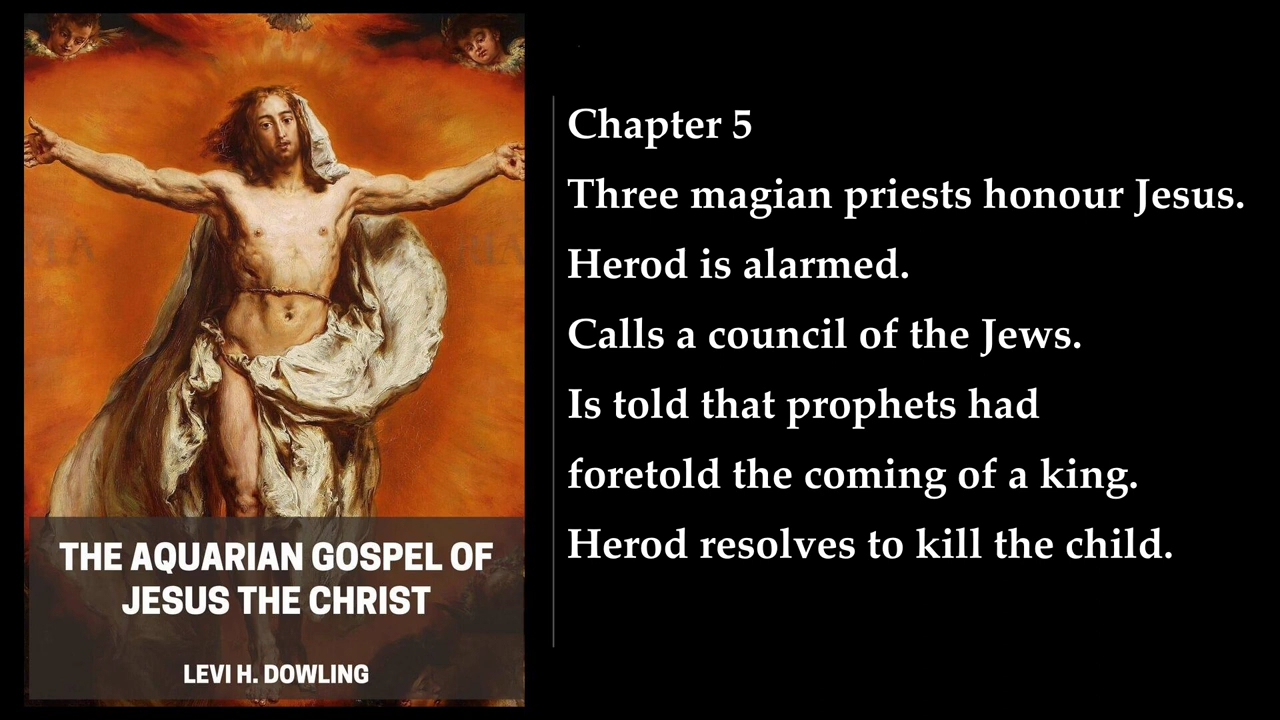 THE AQUARIAN GOSPEL OF
JESUS THE CHRIST
LEVI H. DOWLING
Chapter 5
Three magian priests honour Jesus.
Herod is alarmed.
Calls a council of the Jews.
Is told that prophets had
foretold the coming of a king.
Herod resolves to kill the child.